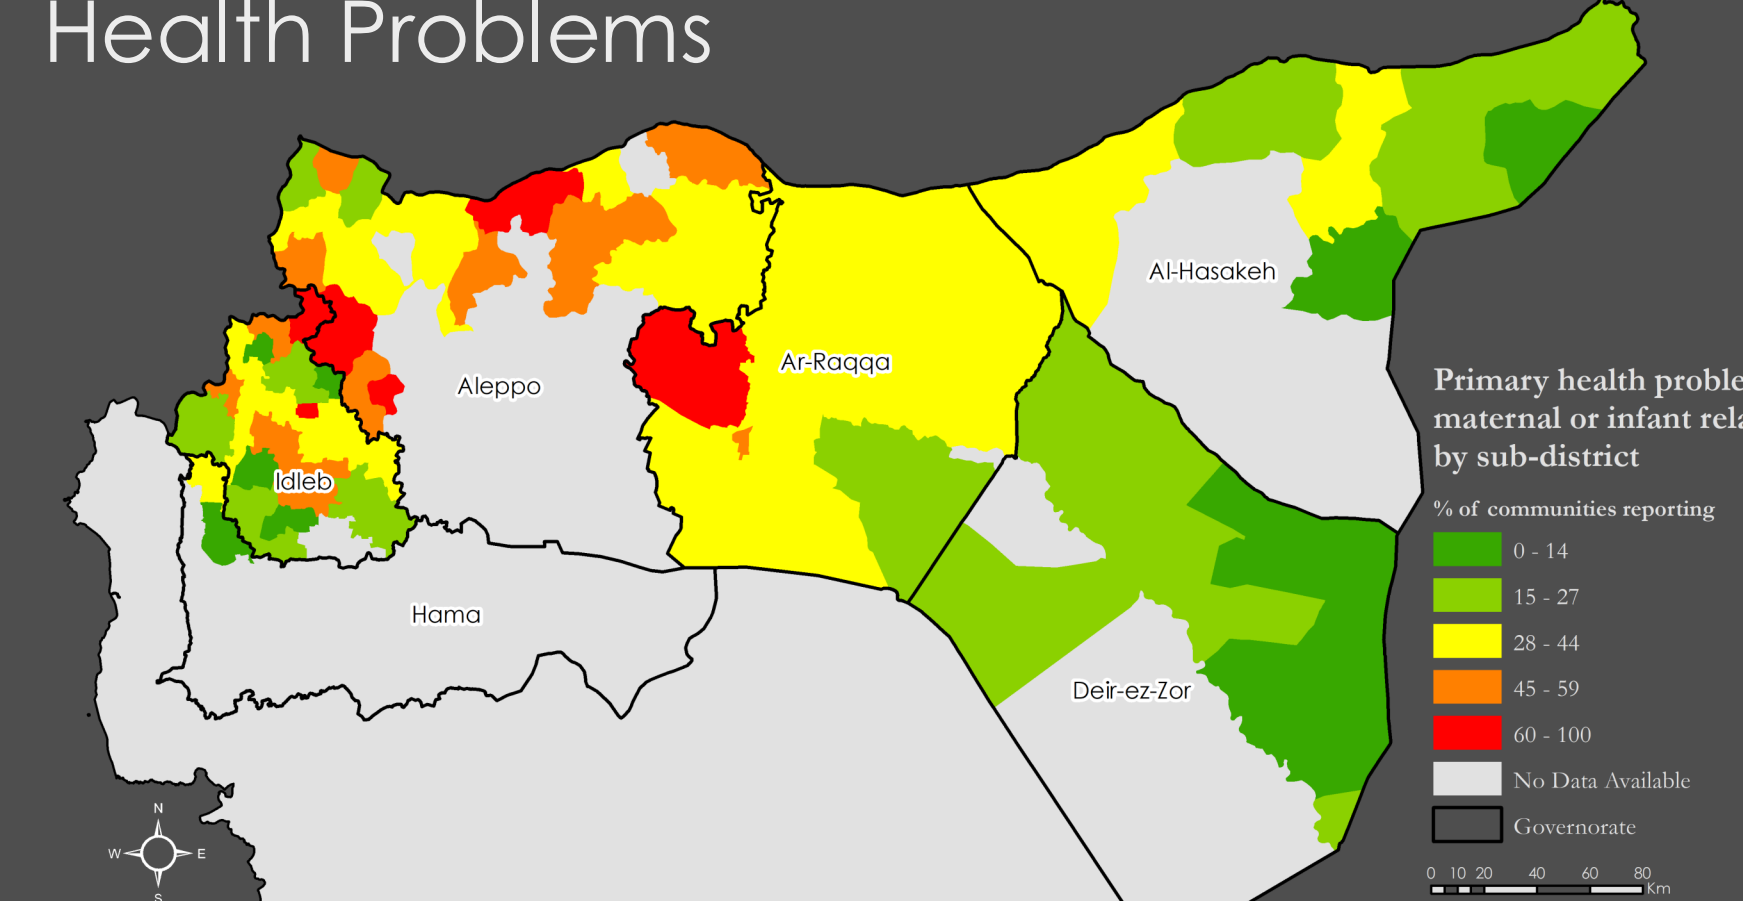 Health Problems
Al-Hasakeh
Ar-Raqqa
Aleppo
Idleb
Hama
Deir-ez-Zor
Primary health
maternal or infant
by sub-district
% of communities reporting
0 - 14
15 - 27
28 - 44
45 - 59
60 - 100
No Data Available
Governorate
0 10 20 40 60 80
Km
N
W E
S